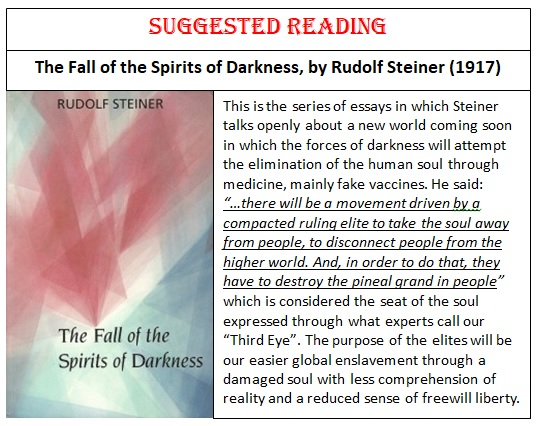 SUGGESTED READING
The Fall of the Spirits of Darkness, by Rudolf Steiner (1917)
RUDOLF STEINER
The Fall of the
Spirits of Darkness
This is the series of essays in which Steiner
talks openly about a new world coming soon
in which the forces of darkness will attempt
the elimination of the human soul through
medicine, mainly fake vaccines. He said:
“…there will be a movement driven by a
compacted ruling elite to take the soul away
from people, to disconnect people from the
higher world. And, in order to do that, they
have to destroy the pineal grand in people”
which is considered the seat of the soul
expressed through what experts call our
“Third Eye”. The purpose of the elites will be
our easier global enslavement through a
damaged soul with less comprehension of
reality and a reduced sense of freewill liberty.